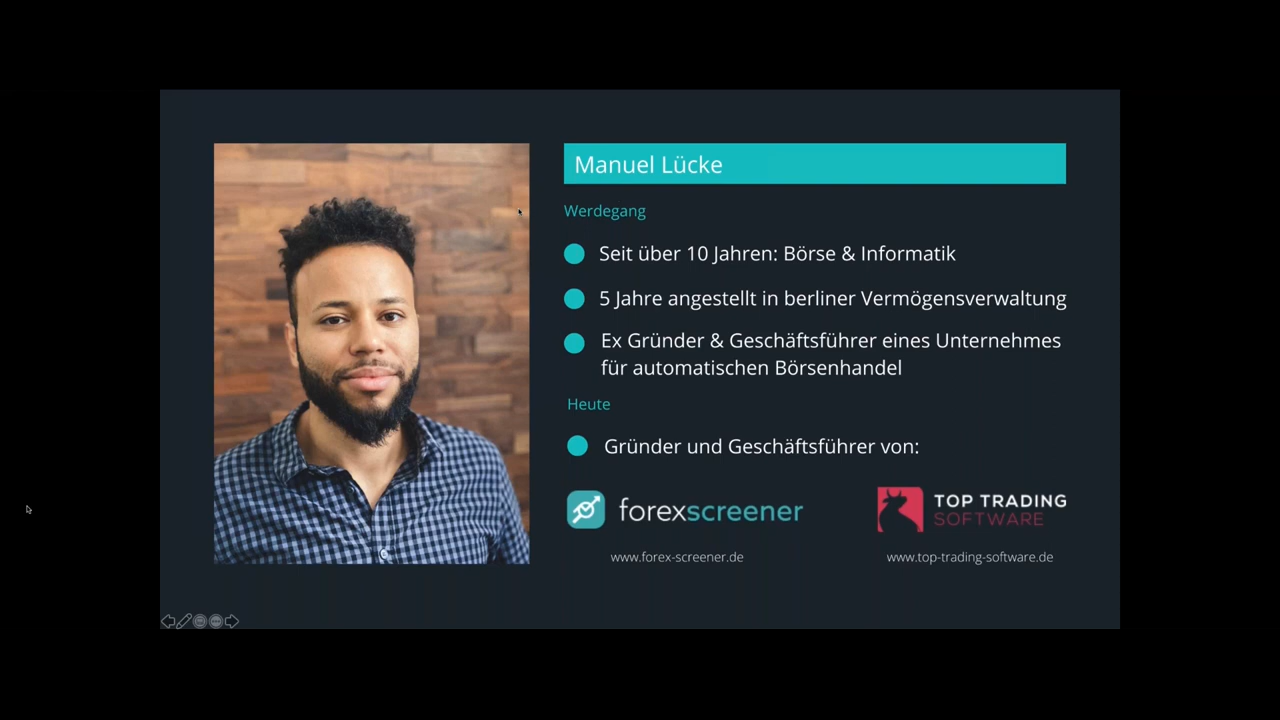 Manuel Lücke
Werdegang
Seit über 10 Jahren: Börse & Informatik
5 Jahre angestellt in berliner Vermögensverwaltung
Ex Gründer & Geschäftsführer eines Unternehmes
für automatischen Börsenhandel
Heute
Gründer und Geschäftsführer von:
forexscreener
www.forex-screener.de
TOP TRADING
SOFTWARE
www.top-trading-software.de